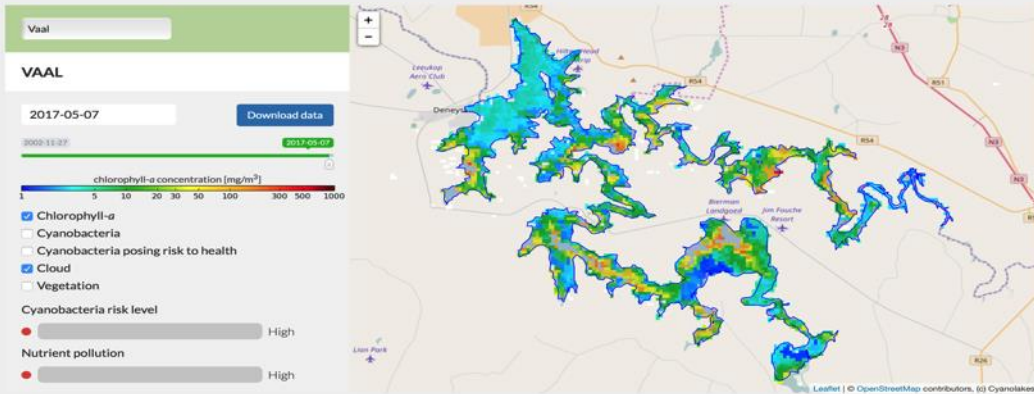 Vaal
VAAL
2017-05-07
Download data
2002-11-27
2017-05-07
chlorophyll-a concentration [mg/m³]
1 5 10 20 30 50 100 300 500 1000
Chlorophyll-a
Cyanobacteria
Cyanobacteria posing risk to health
Cloud
Vegetation
Cyanobacteria risk level
High
Nutrient pollution
High
+
−
R54
N3
R51
R54
R54
N3
N3
R26
Leeukop
Aero Club
Deneys
Bierman
Landgoed
Jim Fouche
Resort
Lion Park
Leaflet | © OpenStreetMap contributors, (c) Cyanolakes